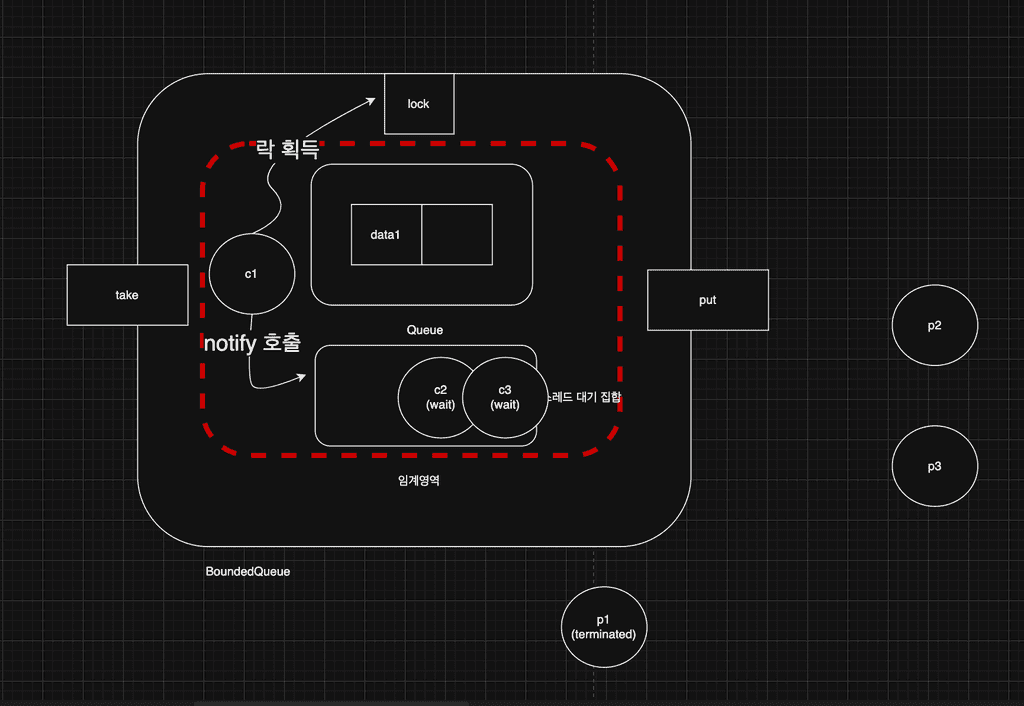 lock
락 획득
data1
c1
take
put
p2
Queue
notify 호출
c2
(wait)
c3
(wait)
스레드 대기 집합
p3
임계영역
BoundedQueue
p1
(terminated)